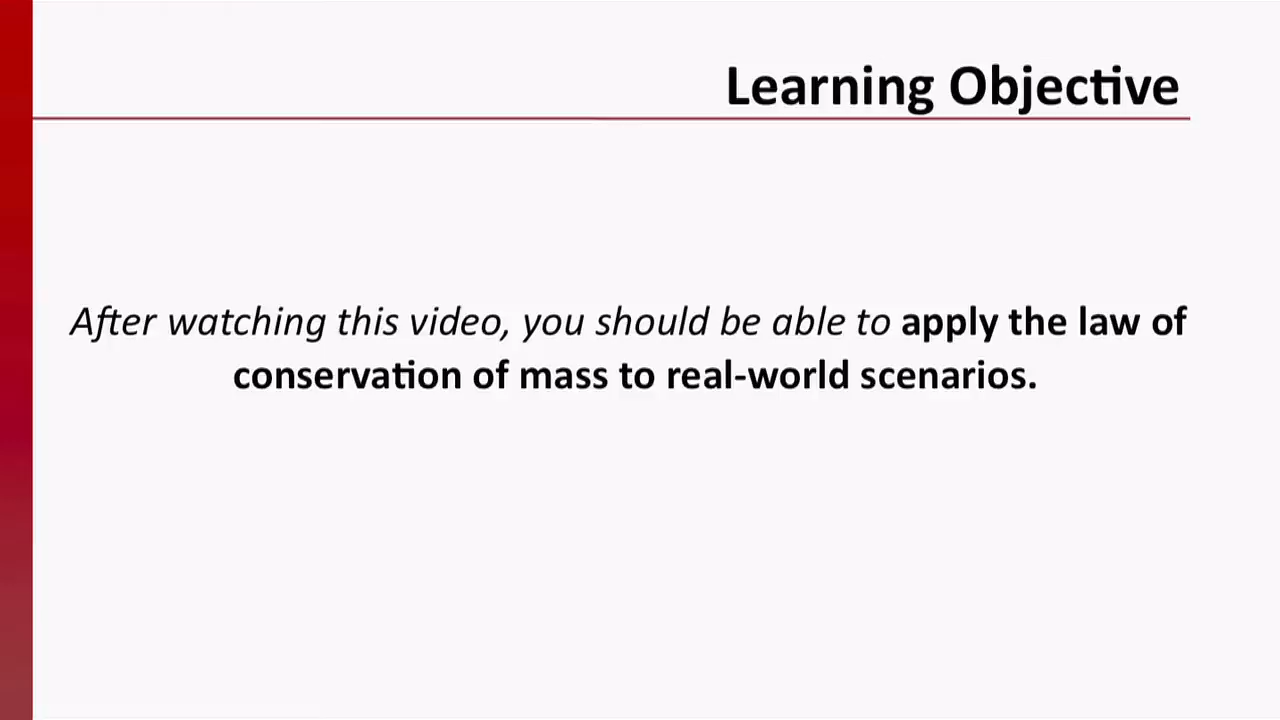 Learning Objective
After watching this video, you should be able to apply the law of
conservation of mass to real-world scenarios.